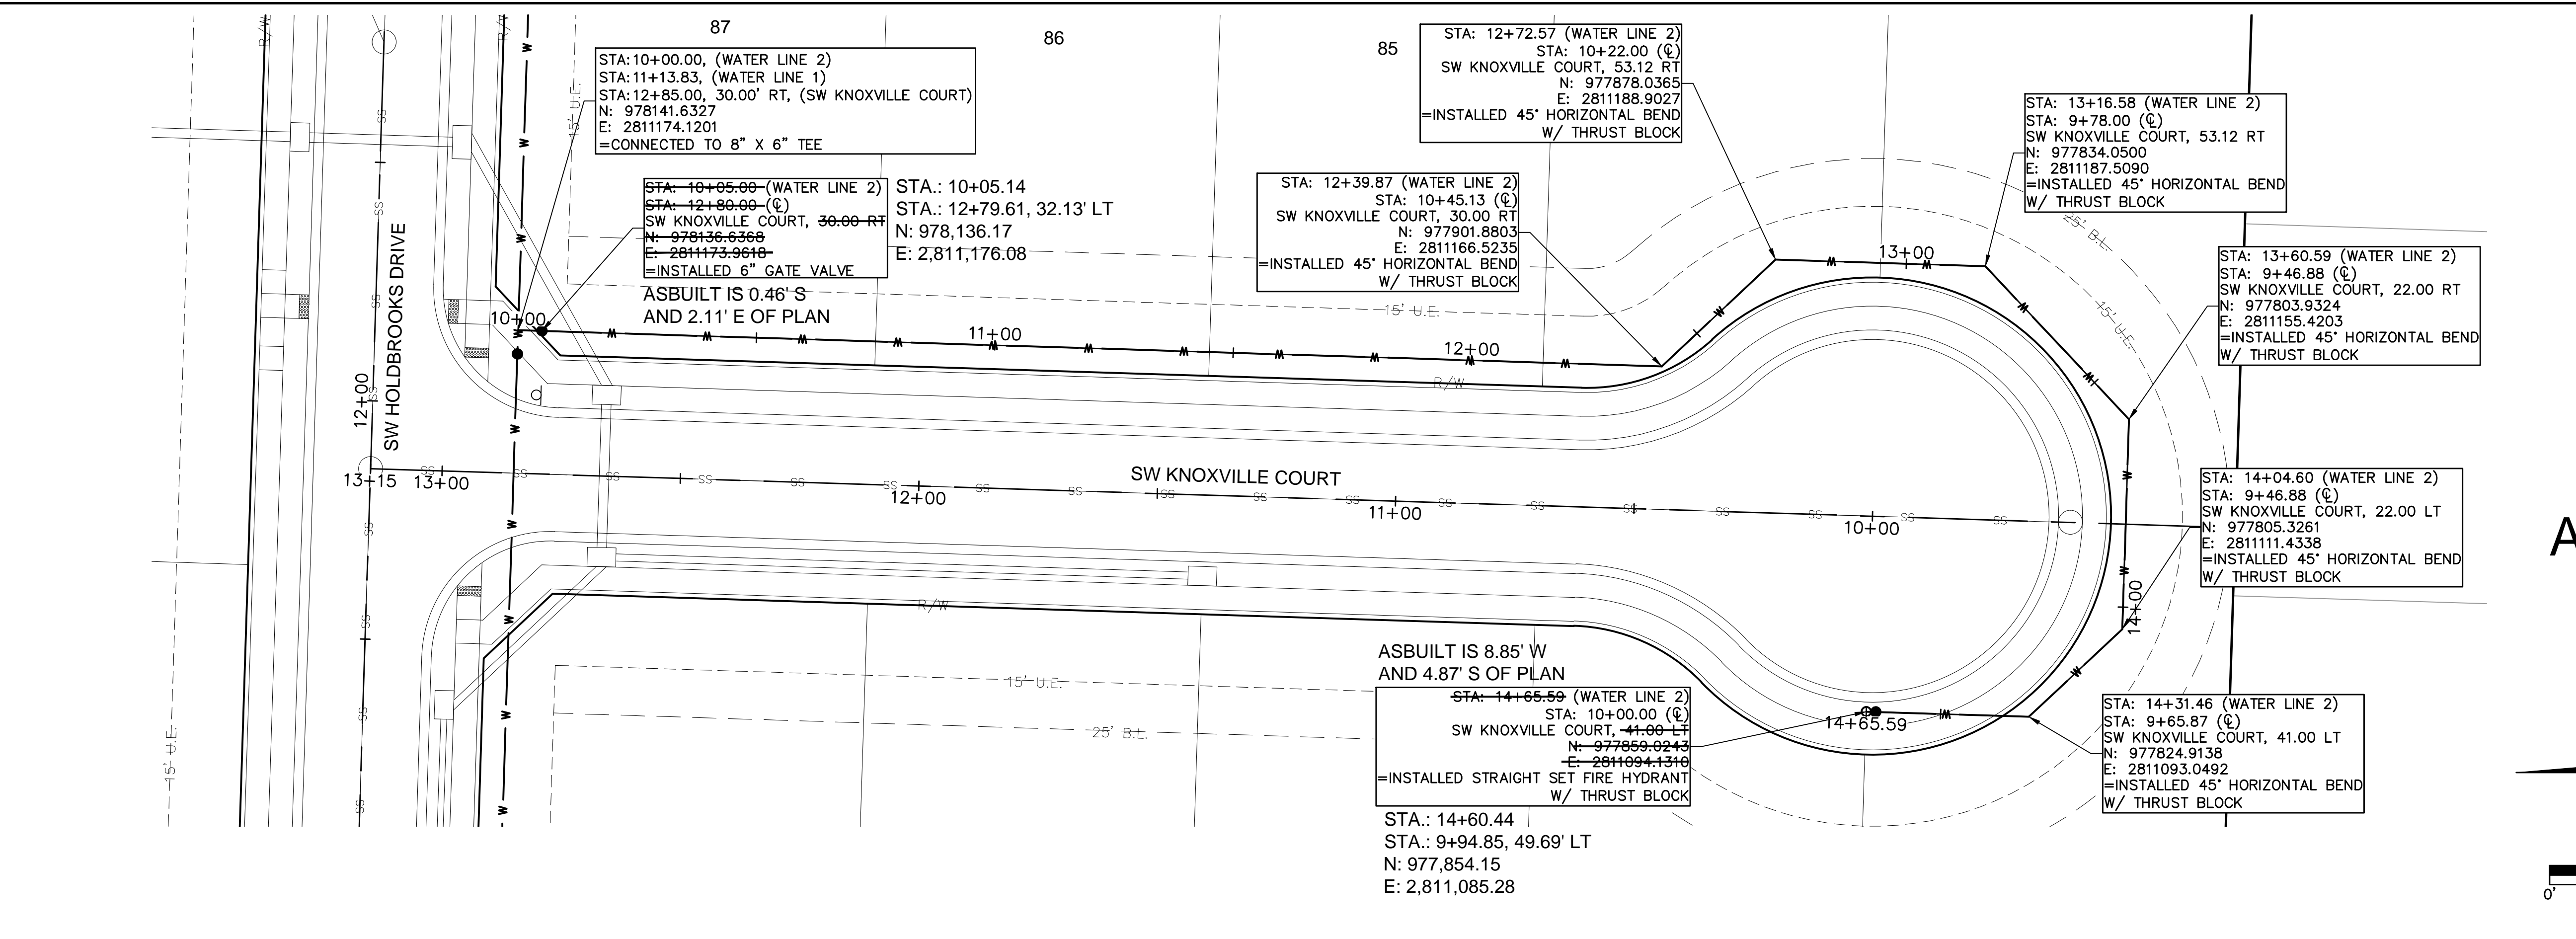 87
86
85
R/W
R/W
15' U.E.
STA:10+00.00, (WATER LINE 2)
STA:11+13.83, (WATER LINE 1)
STA:12+85.00, 30.00' RT, (SW KNOXVILLE COURT)
N: 978141.6327
E: 2811174.1201
=CONNECTED TO 8" X 6" TEE
STA: 12+72.57 (WATER LINE 2)
STA: 10+22.00 (℄)
SW KNOXVILLE COURT, 53.12 RT
N: 977878.0365
E: 2811188.9027
=INSTALLED 45° HORIZONTAL BEND
W/ THRUST BLOCK
STA: 13+16.58 (WATER LINE 2)
STA: 9+78.00 (℄)
SW KNOXVILLE COURT, 53.12 RT
N: 977834.0500
E: 2811187.5090
=INSTALLED 45° HORIZONTAL BEND
W/ THRUST BLOCK
STA: 10+05.00 (WATER LINE 2)
STA: 12+80.00 (℄)
SW KNOXVILLE COURT, 30.00 RT
N: 978136.6368
E: 2811173.9618
=INSTALLED 6" GATE VALVE
STA.: 10+05.14
STA.: 12+79.61, 32.13' LT
N: 978,136.17
E: 2,811,176.08
ASBUILT IS 0.46' S
AND 2.11' E OF PLAN
STA: 12+39.87 (WATER LINE 2)
STA: 10+45.13 (℄)
SW KNOXVILLE COURT, 30.00 RT
N: 977901.8803
E: 2811166.5235
=INSTALLED 45° HORIZONTAL BEND
W/ THRUST BLOCK
STA: 13+60.59 (WATER LINE 2)
STA: 9+46.88 (℄)
SW KNOXVILLE COURT, 22.00 RT
N: 977803.9324
E: 2811155.4203
=INSTALLED 45° HORIZONTAL BEND
W/ THRUST BLOCK
25' B.L.
15' U.E.
13+00
15' U.E.
10+00
11+00
12+00
R/W
SW HOLDBROOKS DRIVE
12+00
13+15
13+00
12+00
SW KNOXVILLE COURT
11+00
10+00
STA: 14+04.60 (WATER LINE 2)
STA: 9+46.88 (℄)
SW KNOXVILLE COURT, 22.00 LT
N: 977805.3261
E: 2811111.4338
=INSTALLED 45° HORIZONTAL BEND
W/ THRUST BLOCK
14+00
A
R/W
15' U.E.
25' B.L.
15' U.E.
ASBUILT IS 8.85' W
AND 4.87' S OF PLAN
STA: 14+65.59 (WATER LINE 2)
STA: 10+00.00 (℄)
SW KNOXVILLE COURT, 41.00 LT
N: 977859.0243
E: 2811094.1310
=INSTALLED STRAIGHT SET FIRE HYDRANT
W/ THRUST BLOCK
14+65.59
STA.: 14+60.44
STA.: 9+94.85, 49.69' LT
N: 977,854.15
E: 2,811,085.28
STA: 14+31.46 (WATER LINE 2)
STA: 9+65.87 (℄)
SW KNOXVILLE COURT, 41.00 LT
N: 977824.9138
E: 2811093.0492
=INSTALLED 45° HORIZONTAL BEND
W/ THRUST BLOCK
0'